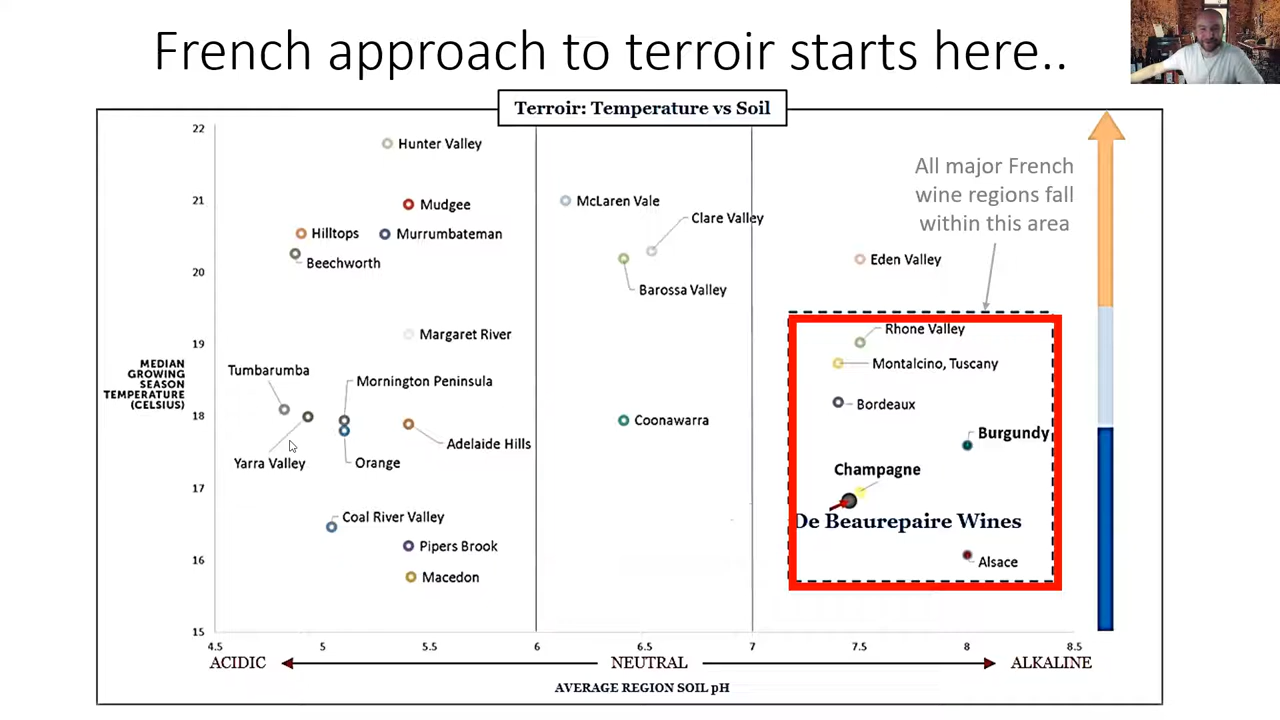 French approach to terroir starts here..
Terroir: Temperature vs Soil
22
21
20
19
18
17
16
15
MEDIAN
GROWING
SEASON
TEMPERATURE
(CELSIUS)
Hunter Valley
Mudgee
Hilltops
Murrumbateman
Beechworth
Margaret River
Tumbarumba
Mornington Peninsula
Yarra Valley
Orange
Adelaide Hills
Coal River Valley
Pipers Brook
Macedon
McLaren Vale
Clare Valley
Barossa Valley
Coonawarra
All major French
wine regions fall
within this area
Eden Valley
Rhone Valley
Montalcino, Tuscany
Bordeaux
Burgundy
Champagne
De Beaurepaire Wines
Alsace
4.5 5 5.5 6 6.5 7 7.5 8 8.5
ACIDIC NEUTRAL ALKALINE
AVERAGE REGION SOIL pH